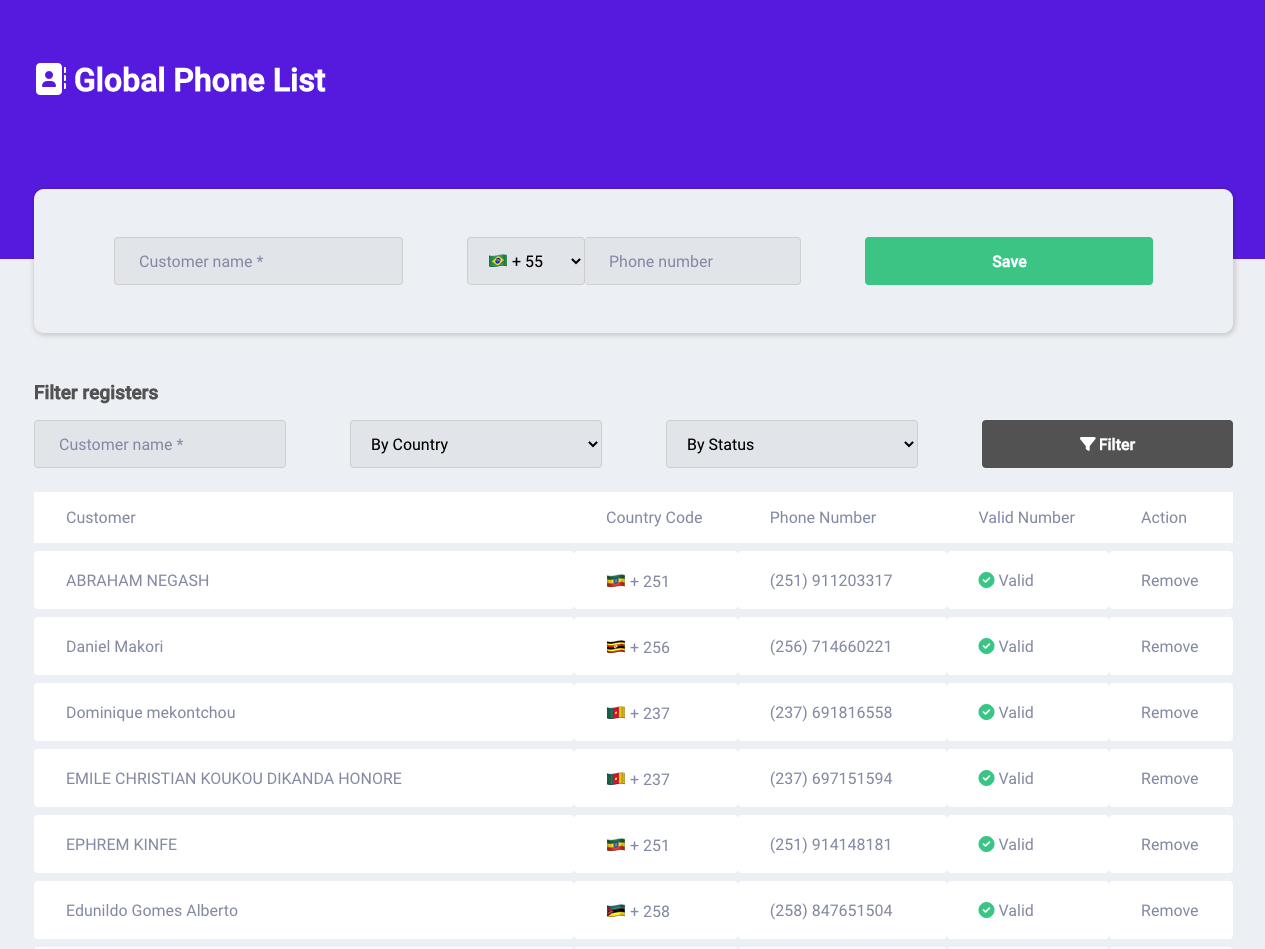 Global Phone List
Customer name * + 55 Phone number Save
Filter registers
Customer name * By Country By Status Filter
Customer Country Code Phone Number Valid Number Action
ABRAHAM NEGASH + 251 (251) 911203317 Valid Remove
Daniel Makori + 256 (256) 714660221 Valid Remove
Dominique mekontchou + 237 (237) 691816558 Valid Remove
EMILE CHRISTIAN KOUKOU DIKANDA HONORE + 237 (237) 697151594 Valid Remove
EPHREM KINFE + 251 (251) 914148181 Valid Remove
Edunildo Gomes Alberto + 258 (258) 847651504 Valid Remove